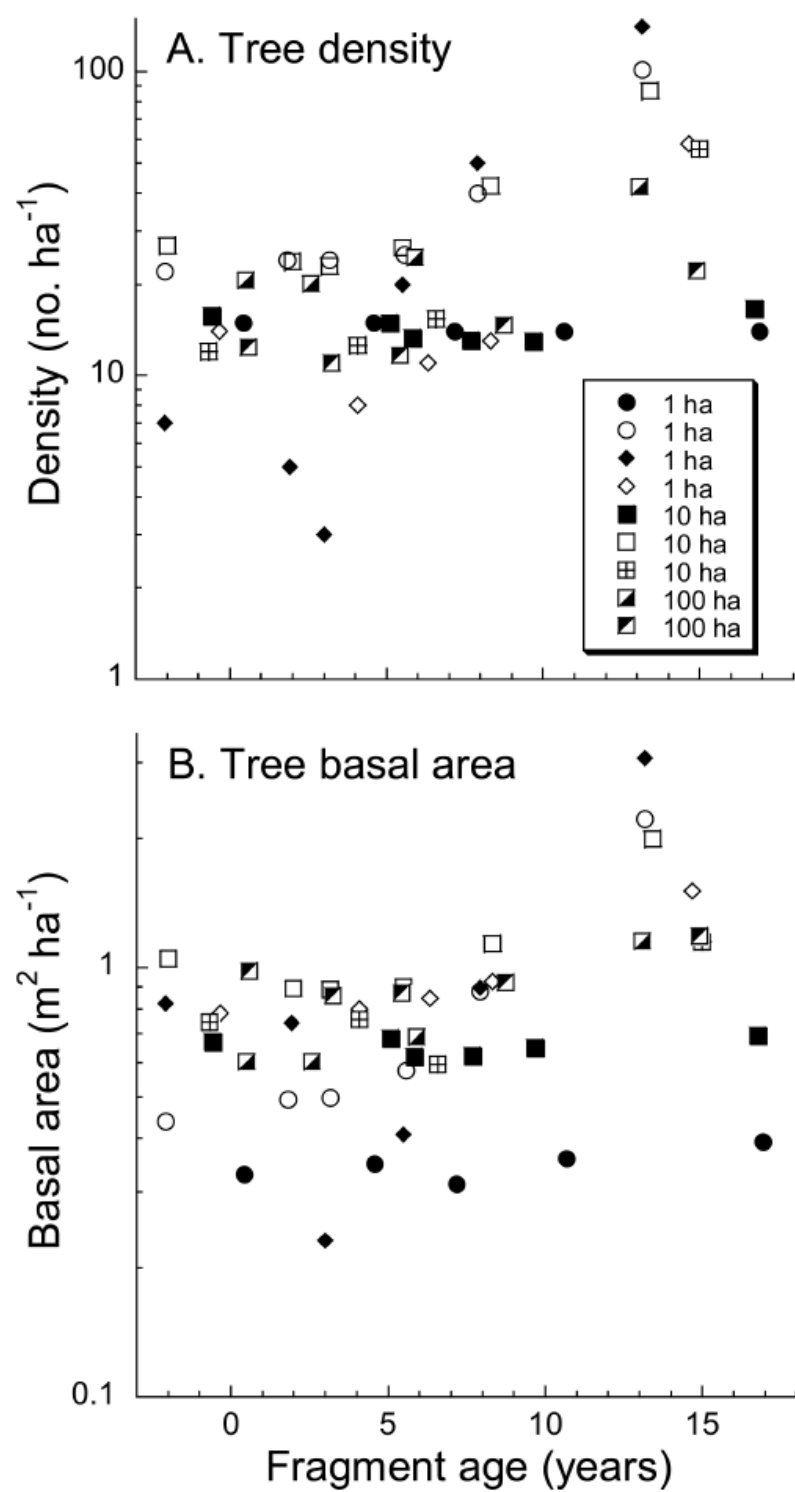 A. Tree density
100
10
1
Density (no. ha⁻¹)
1 ha
1 ha
1 ha
1 ha
10 ha
10 ha
10 ha
100 ha
100 ha
B. Tree basal area
1
0.1
Basal area (m² ha⁻¹)
0 5 10 15
Fragment age (years)